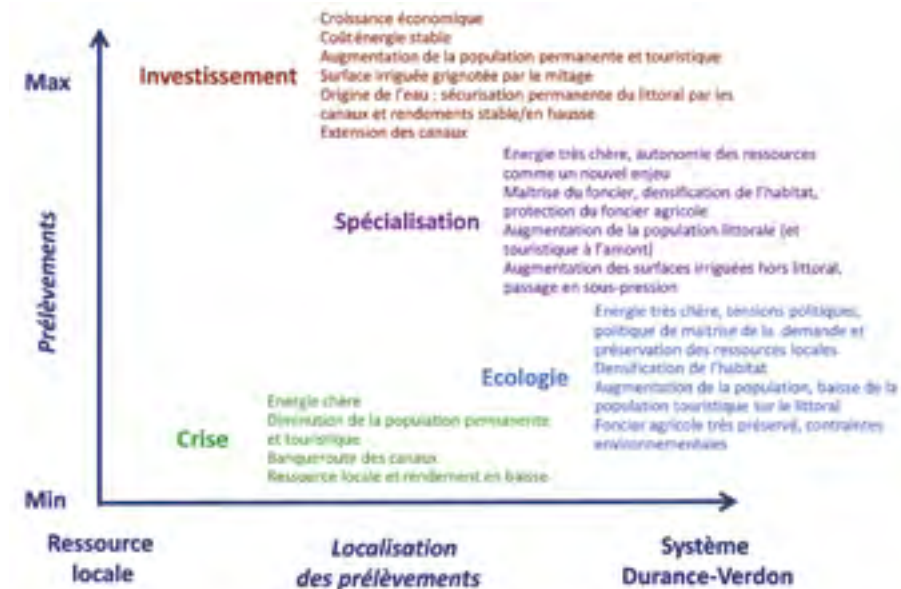 Max
Prélèvements
Min
Investissement
Croissance économique
Coût énergie stable
Augmentation de la population permanente et touristique
Surface irriguée grignotée par le mitage
Origine de l'eau : sécurisation permanente du littoral par les
canaux et rendements stable/en hausse
Extension des canaux
Spécialisation
Energie très chère, autonomie des ressources
comme un nouvel enjeu
Maîtrise du foncier, densification de l'habitat,
protection du foncier agricole
Augmentation de la population littorale (et
touristique à l'amont)
Augmentation des surfaces irriguées hors littoral,
passage en sous-pression
Ecologie
Energie très chère, tensions politiques,
politique de maîtrise de la demande et
préservation des ressources locales
Densification de l'habitat
Augmentation de la population, baisse de la
population touristique sur le littoral
Foncier agricole très préservé, contraintes
environnementales
Crise
Energie chère
Diminution de la population permanente
et touristique
Banqueroute des canaux
Ressource locale et rendement en baisse
Ressource
locale
Localisation
des prélèvements
Système
Durance-Verdon